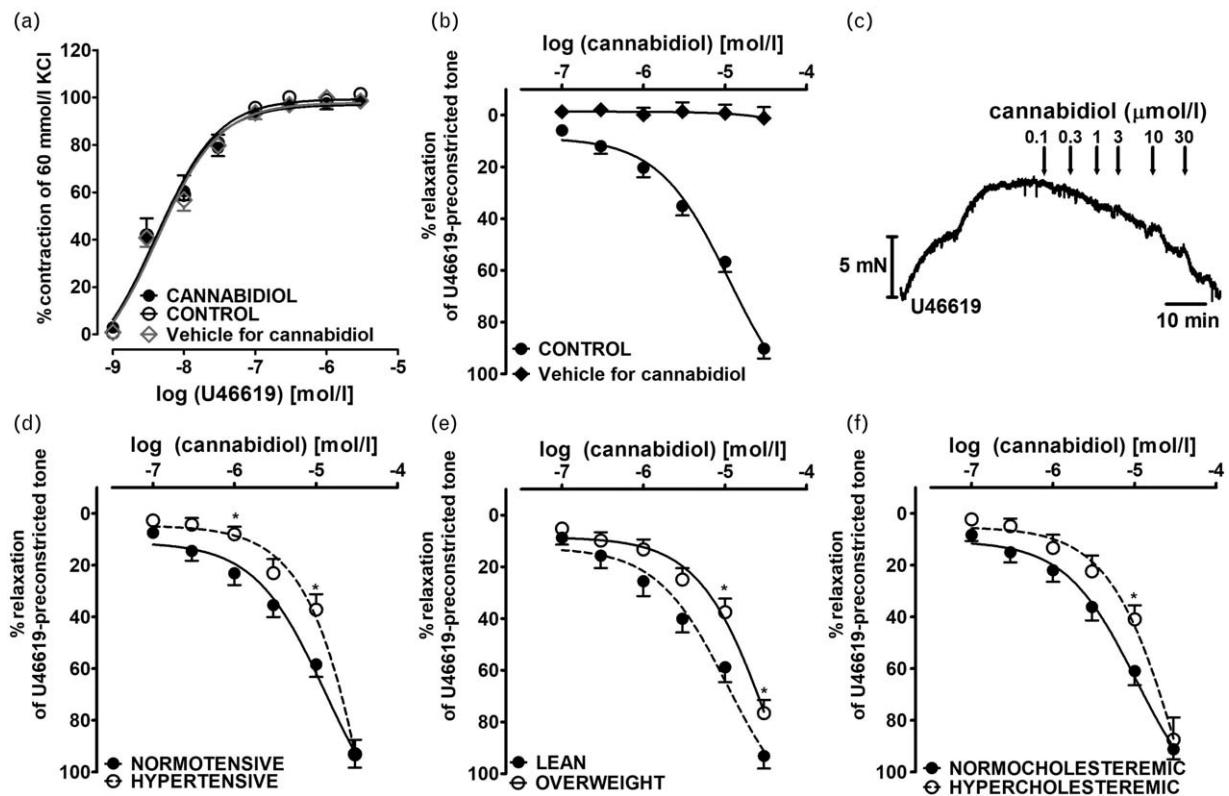 (a)
% contraction of 60 mmol/l KCl
120
100
80
60
40
20
0
CANNABIDIOL
CONTROL
Vehicle for cannabidiol
-9
-8
-7
-6
-5
log (U46619) [mol/l]
(b)
log (cannabidiol) [mol/l]
-7
-6
-5
-4
% relaxation
of U46619-preconstricted tone
0
20
40
60
80
100
CONTROL
Vehicle for cannabidiol
(c)
cannabidiol (μmol/l)
0.1 0.3 1 3 10 30
5 mN
U46619
10 min
(d)
log (cannabidiol) [mol/l]
-7
-6
-5
-4
% relaxation
of U46619-preconstricted tone
0
20
40
60
80
100
*
*
NORMOTENSIVE
HYPERTENSIVE
(e)
log (cannabidiol) [mol/l]
-7
-6
-5
-4
% relaxation
of U46619-preconstricted tone
0
20
40
60
80
100
*
*
LEAN
OVERWEIGHT
(f)
log (cannabidiol) [mol/l]
-7
-6
-5
-4
% relaxation
of U46619-preconstricted tone
0
20
40
60
80
100
*
NORMOCHOLESTEREMIC
HYPERCHOLESTEREMIC